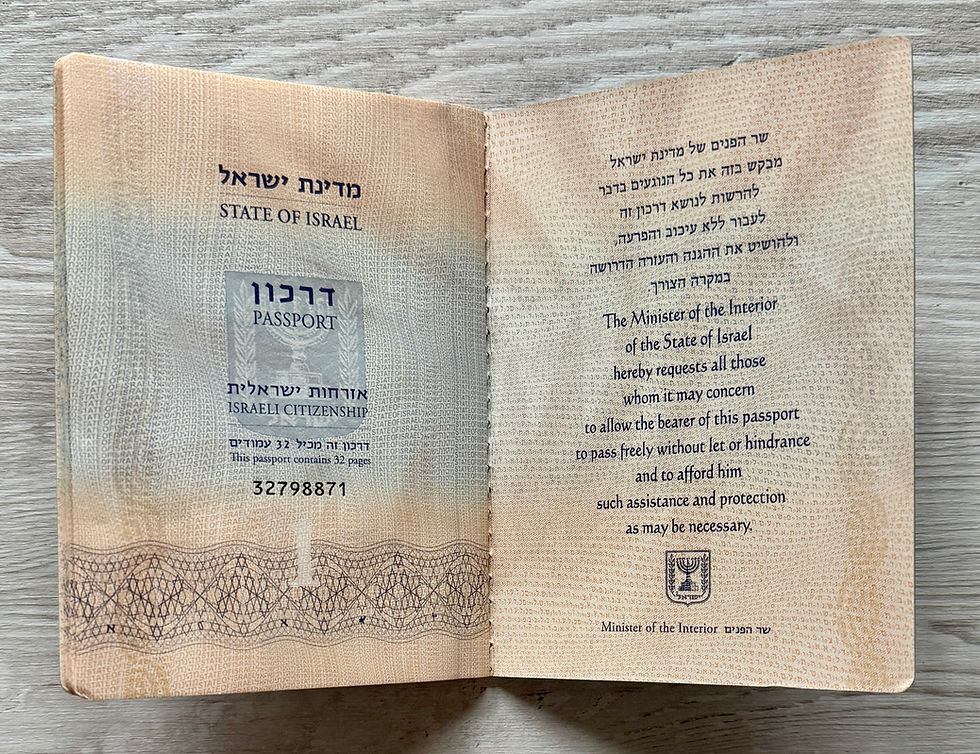 מדינת ישראל
STATE OF ISRAEL
דרכון
PASSPORT
אזרחות ישראלית
ISRAELI CITIZENSHIP
דרכון זה מכיל 32 עמודים
This passport contains 32 pages
32798871
1
שר הפנים של מדינת ישראל
מבקש בזה את כל הנוגעים בדבר
להרשות לנושא דרכון זה
לעבור ללא עיכוב והפרעה,
ולהושיט את ההגנה והעזרה הדרושה
במקרה הצורך.
The Minister of the Interior
of the State of Israel
hereby requests all those
whom it may concern
to allow the bearer of this passport
to pass freely without let or hindrance
and to afford him
such assistance and protection
as may be necessary.
ישראל
Minister of the Interior שר הפנים